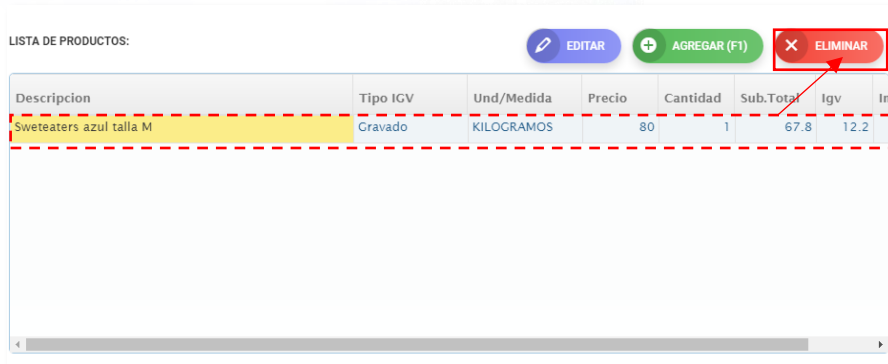 LISTA DE PRODUCTOS: EDITAR AGREGAR (F1) ELIMINAR
Descripcion Tipo IGV Und/Medida Precio Cantidad Sub.Total Igv
Sweteaters azul talla M Gravado KILOGRAMOS 80 1 67.8 12.2